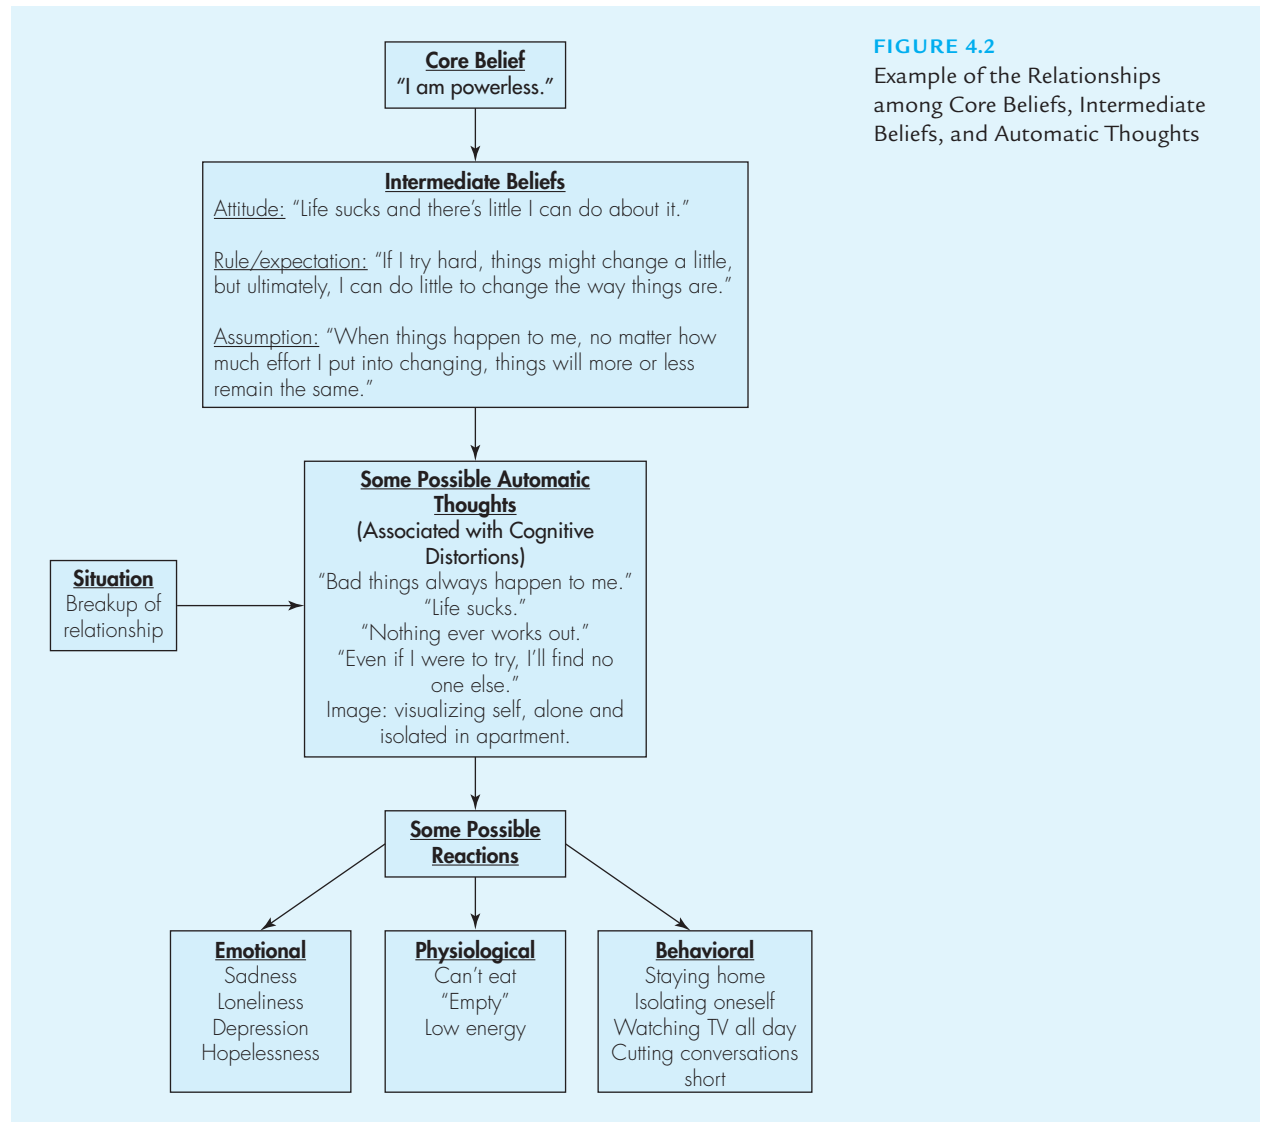 FIGURE 4.2
Example of the Relationships
among Core Beliefs, Intermediate
Beliefs, and Automatic Thoughts
Core Belief
“I am powerless.”
Intermediate Beliefs
Attitude: “Life sucks and there’s little I can do about it.”
Rule/expectation: “If I try hard, things might change a little,
but ultimately, I can do little to change the way things are.”
Assumption: “When things happen to me, no matter how
much effort I put into changing, things will more or less
remain the same.”
Some Possible Automatic
Thoughts
(Associated with Cognitive
Distortions)
“Bad things always happen to me.”
“Life sucks.”
“Nothing ever works out.”
“Even if I were to try, I’ll find no
one else.”
Image: visualizing self, alone and
isolated in apartment.
Situation
Breakup of
relationship
Some Possible
Reactions
Emotional
Sadness
Loneliness
Depression
Hopelessness
Physiological
Can’t eat
“Empty”
Low energy
Behavioral
Staying home
Isolating oneself
Watching TV all day
Cutting conversations
short